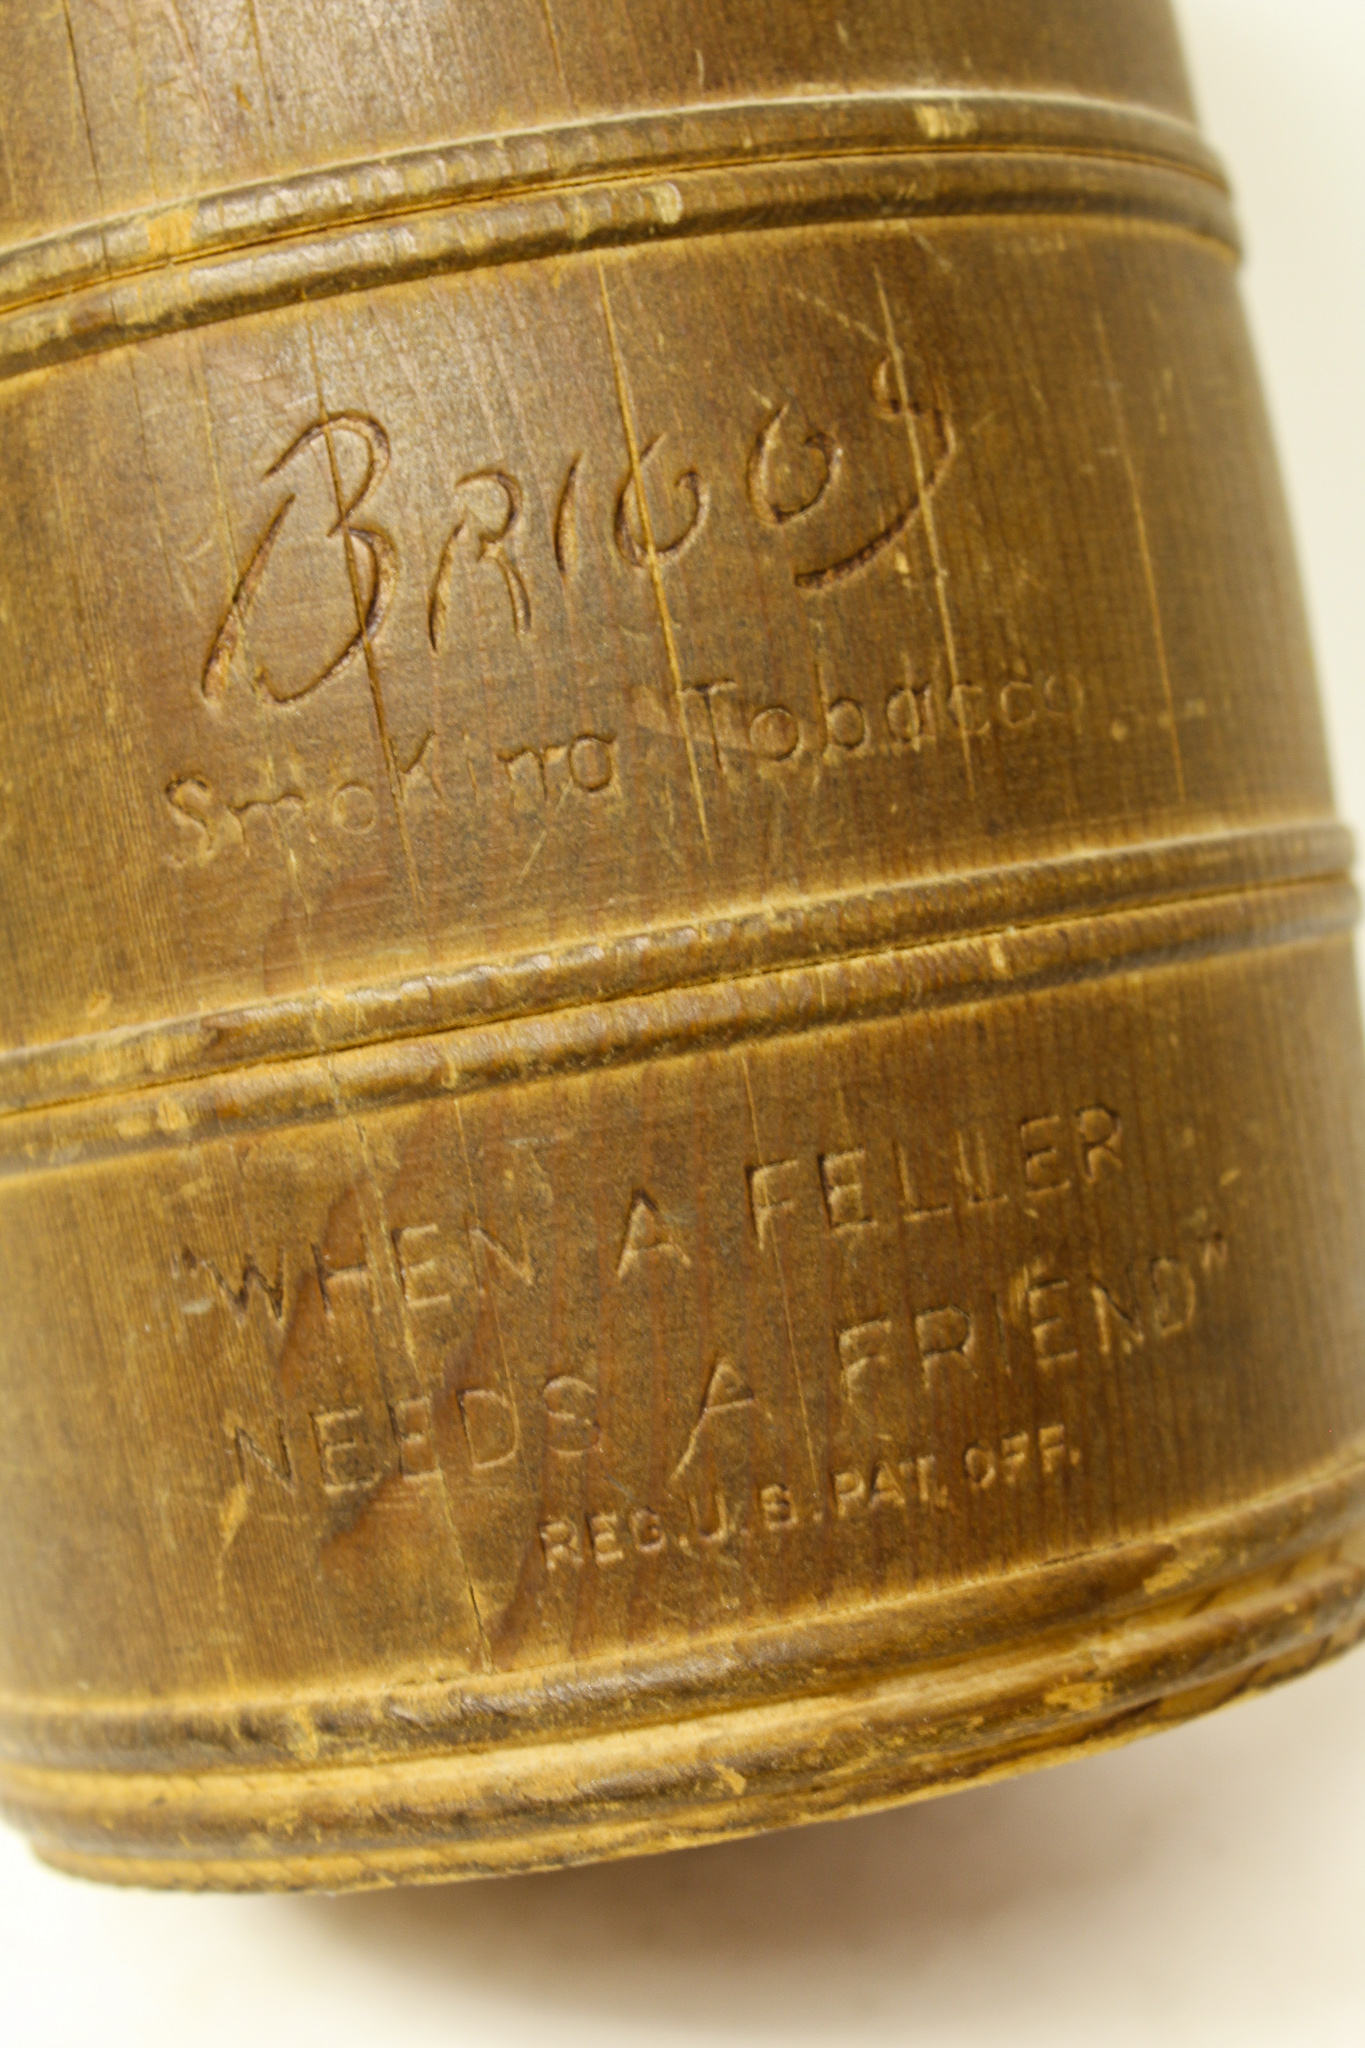 BRIGGS
Smoking Tobacco
"WHEN A FELLER
NEEDS A FRIEND"
REG. U. S. PAT. OFF.